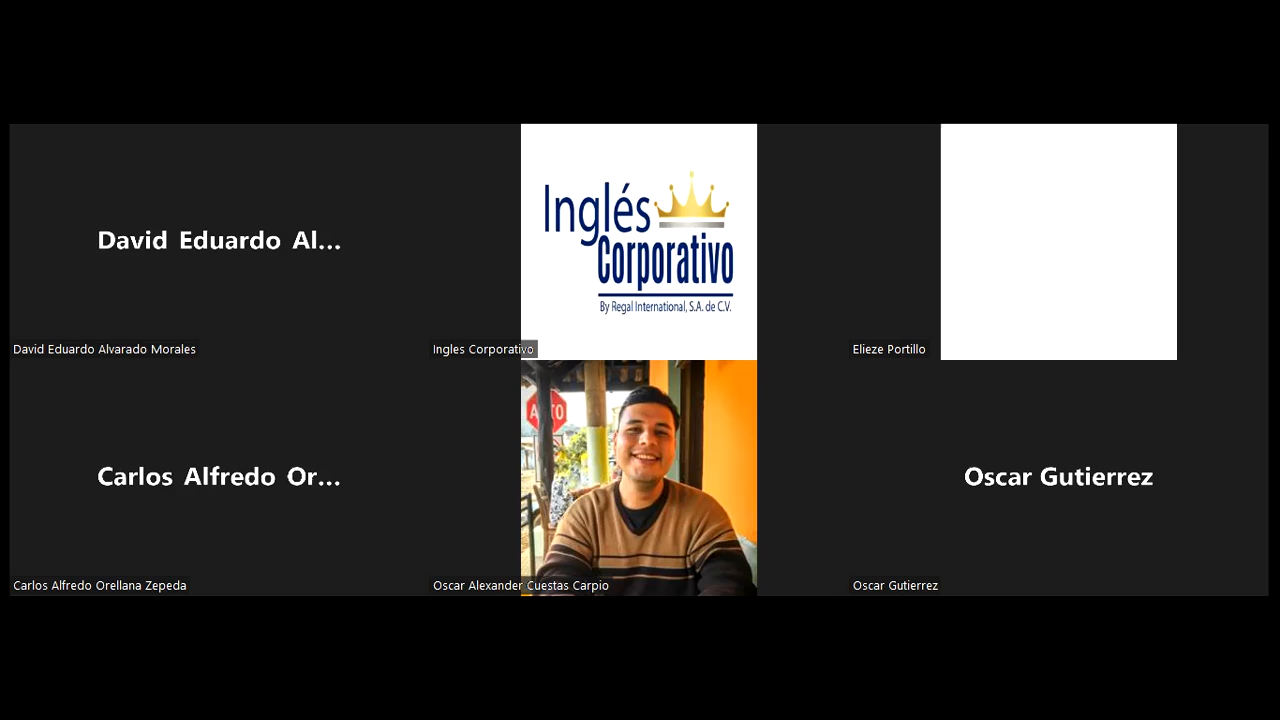 David Eduardo Al...
David Eduardo Alvarado Morales
Inglés
Corporativo
By Regal International, S.A. de C.V.
Ingles Corporativo
Elieze Portillo
Carlos Alfredo Or...
Carlos Alfredo Orellana Zepeda
ALTO
Oscar Alexander Cuestas Carpio
Oscar Gutierrez
Oscar Gutierrez